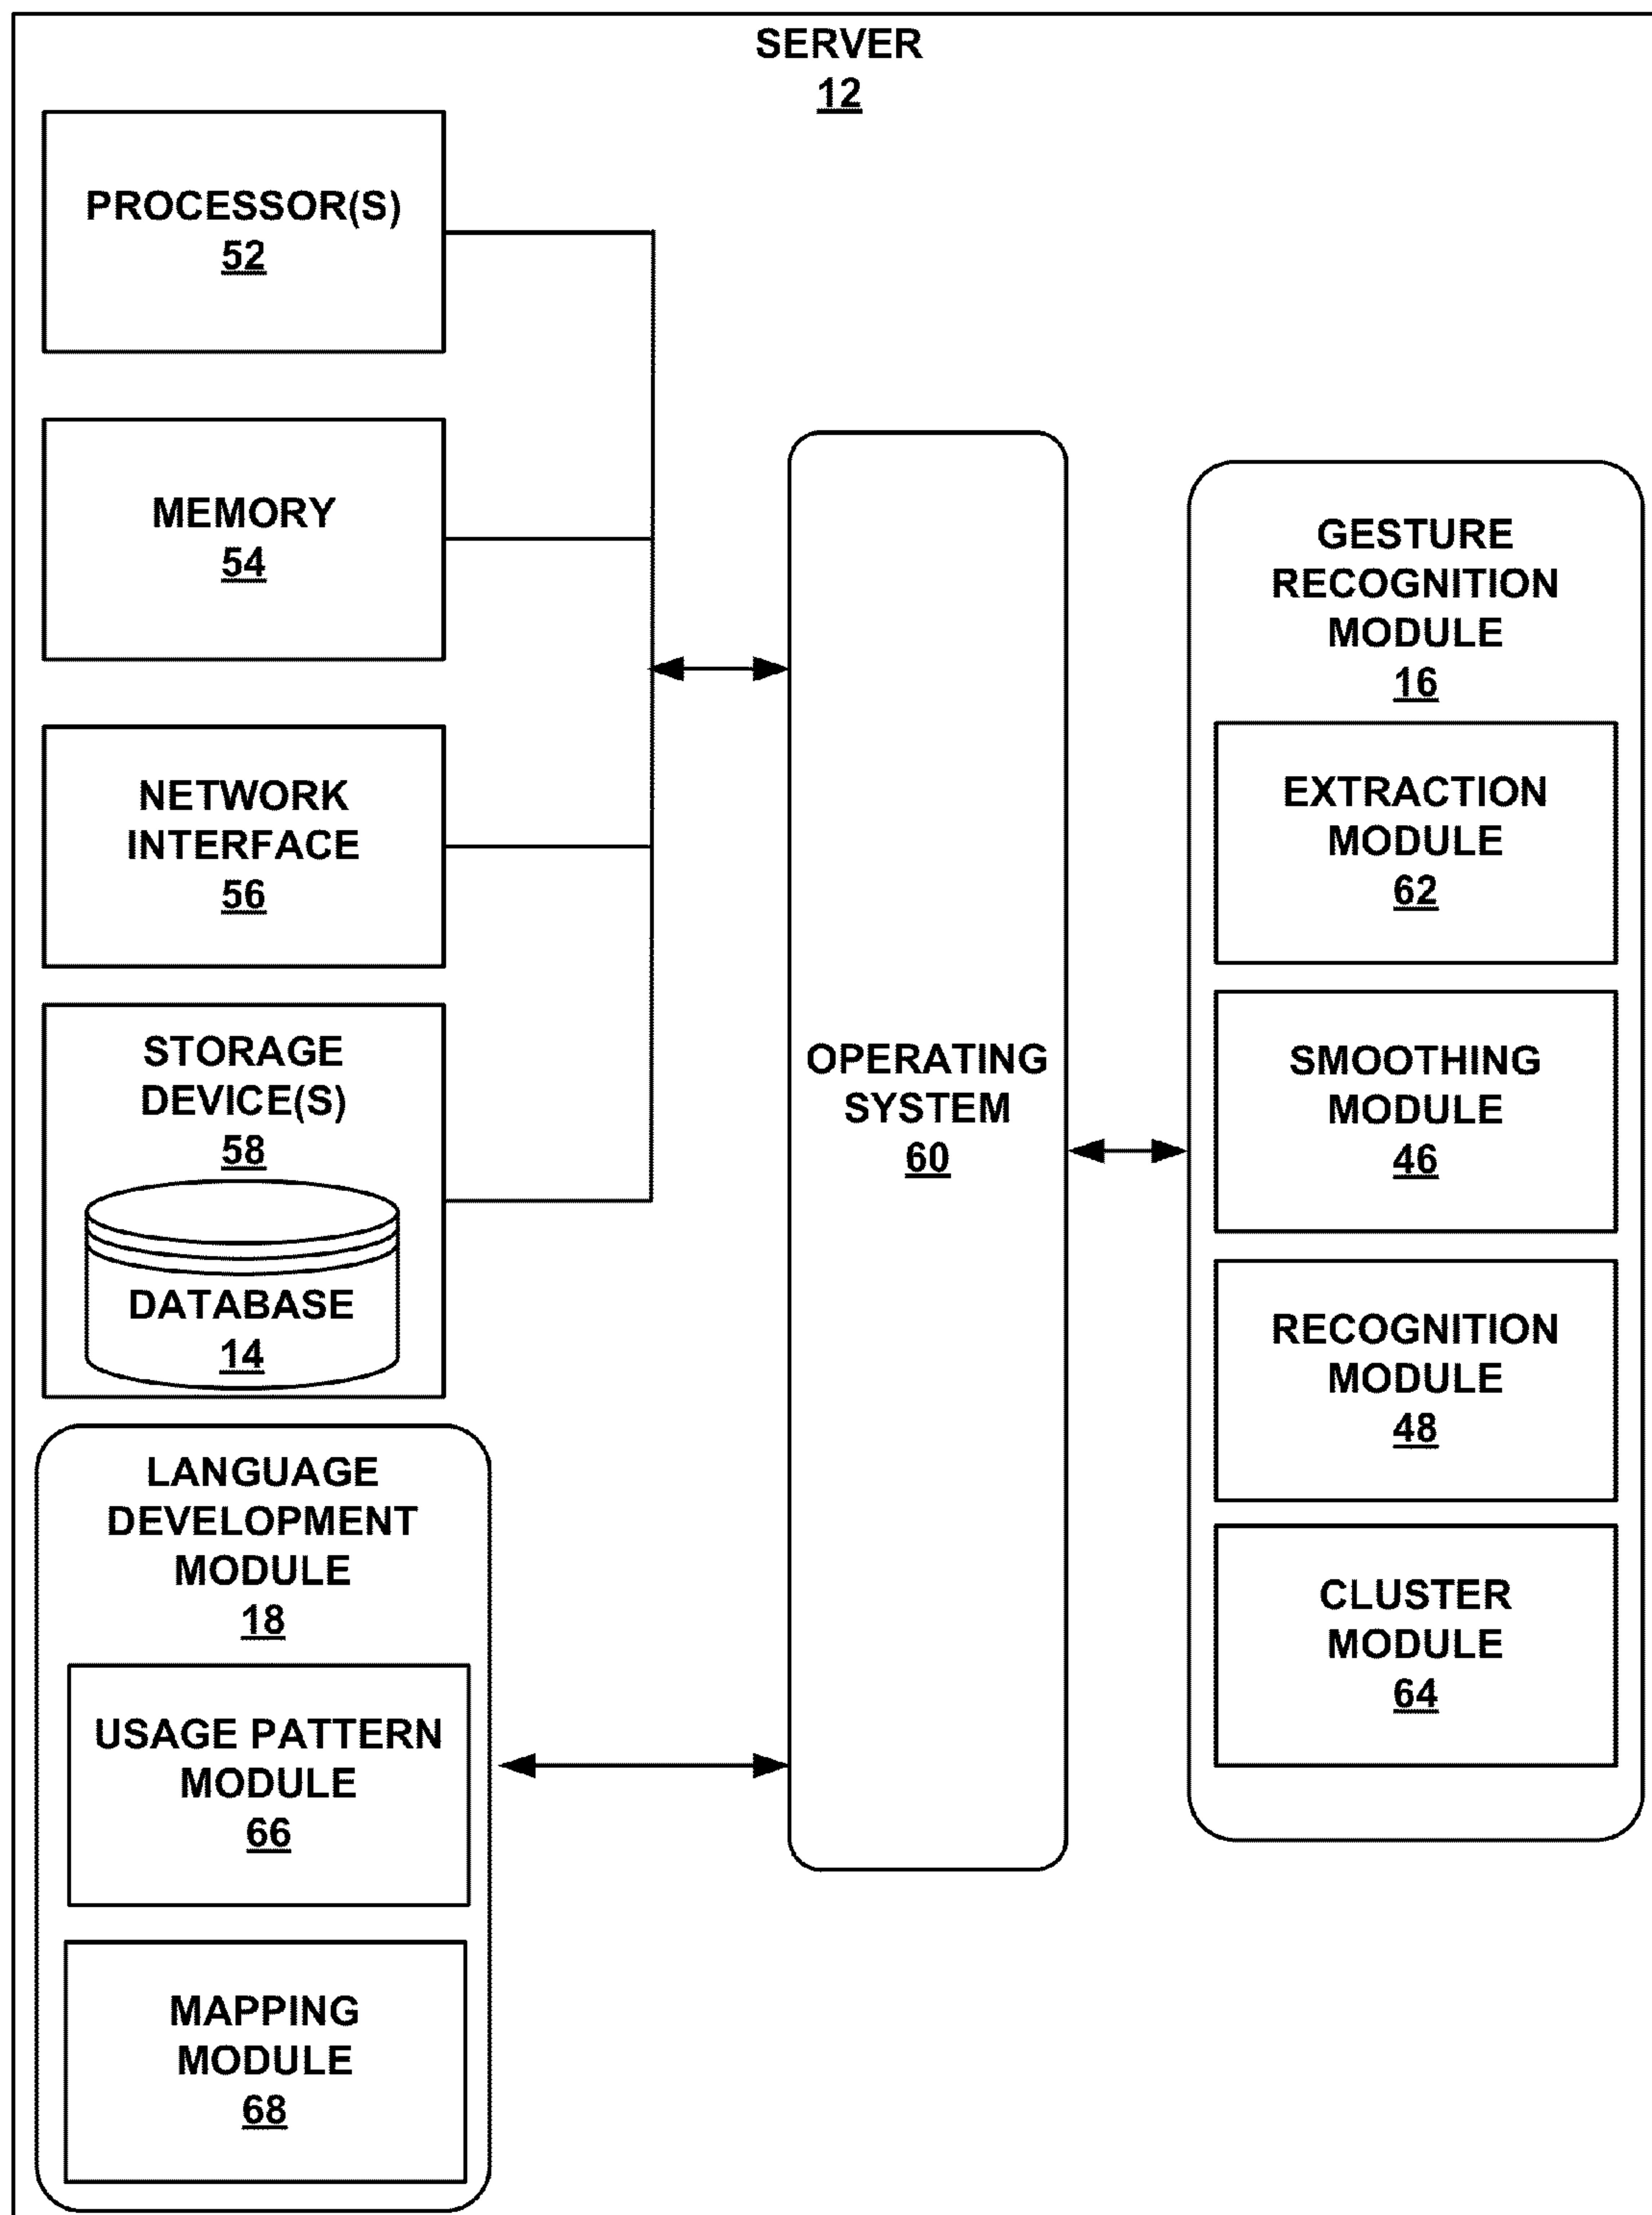 SERVER
12
PROCESSOR(S)
52
MEMORY
54
NETWORK
INTERFACE
56
STORAGE
DEVICE(S)
58
DATABASE
14
LANGUAGE
DEVELOPMENT
MODULE
18
USAGE PATTERN
MODULE
66
MAPPING
MODULE
68
OPERATING
SYSTEM
60
GESTURE
RECOGNITION
MODULE
16
EXTRACTION
MODULE
62
SMOOTHING
MODULE
46
RECOGNITION
MODULE
48
CLUSTER
MODULE
64